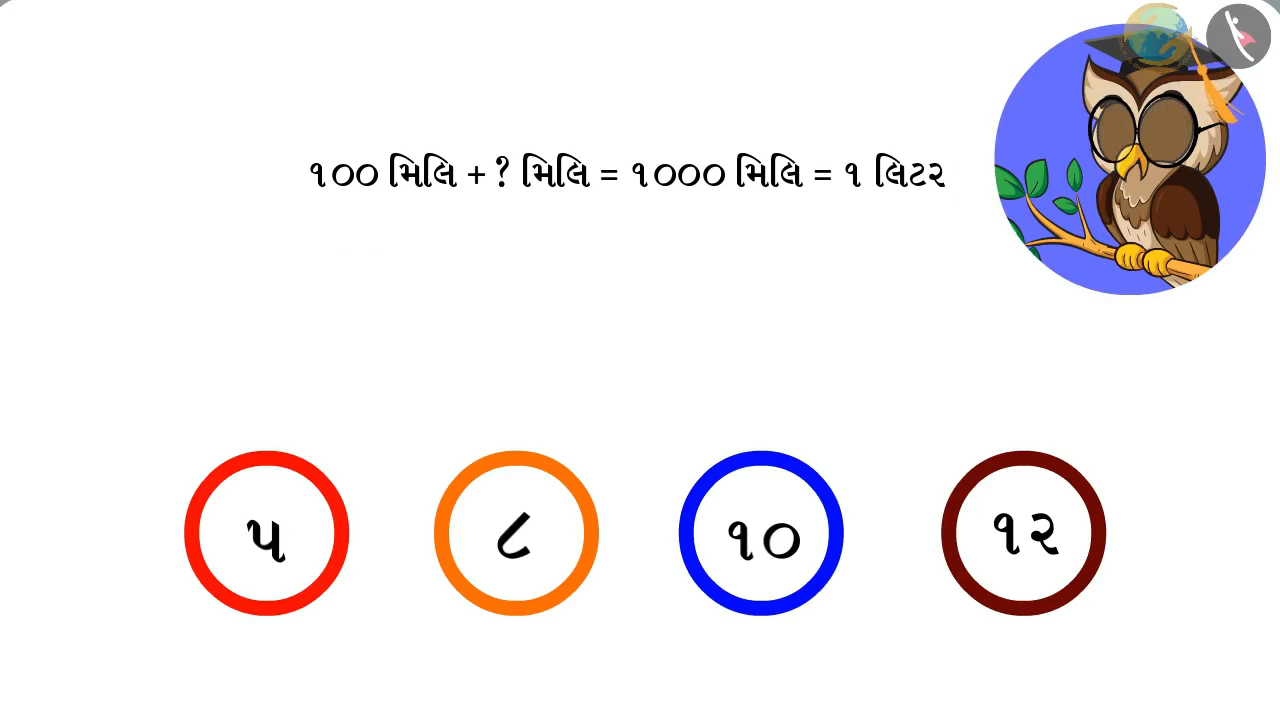 ૧૦૦ મિલિ + ? મિલિ = ૧૦૦૦ મિલિ = ૧ લિટર
૫ ૮ ૧૦ ૧૨